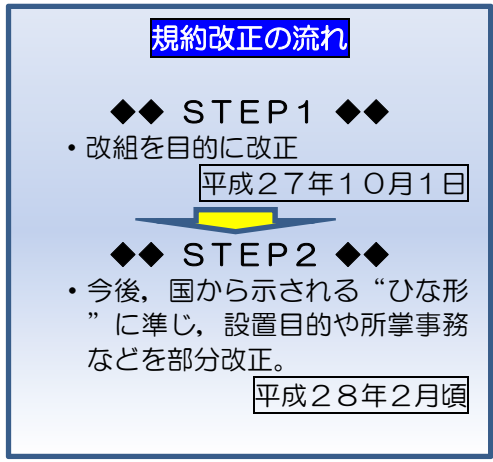 規約改正の流れ
◆◆ STEP1 ◆◆
・改組を目的に改正
平成27年10月1日
◆◆ STEP2 ◆◆
・今後,国から示される“ひな形
”に準じ,設置目的や所掌事務
などを部分改正。
平成28年2月頃